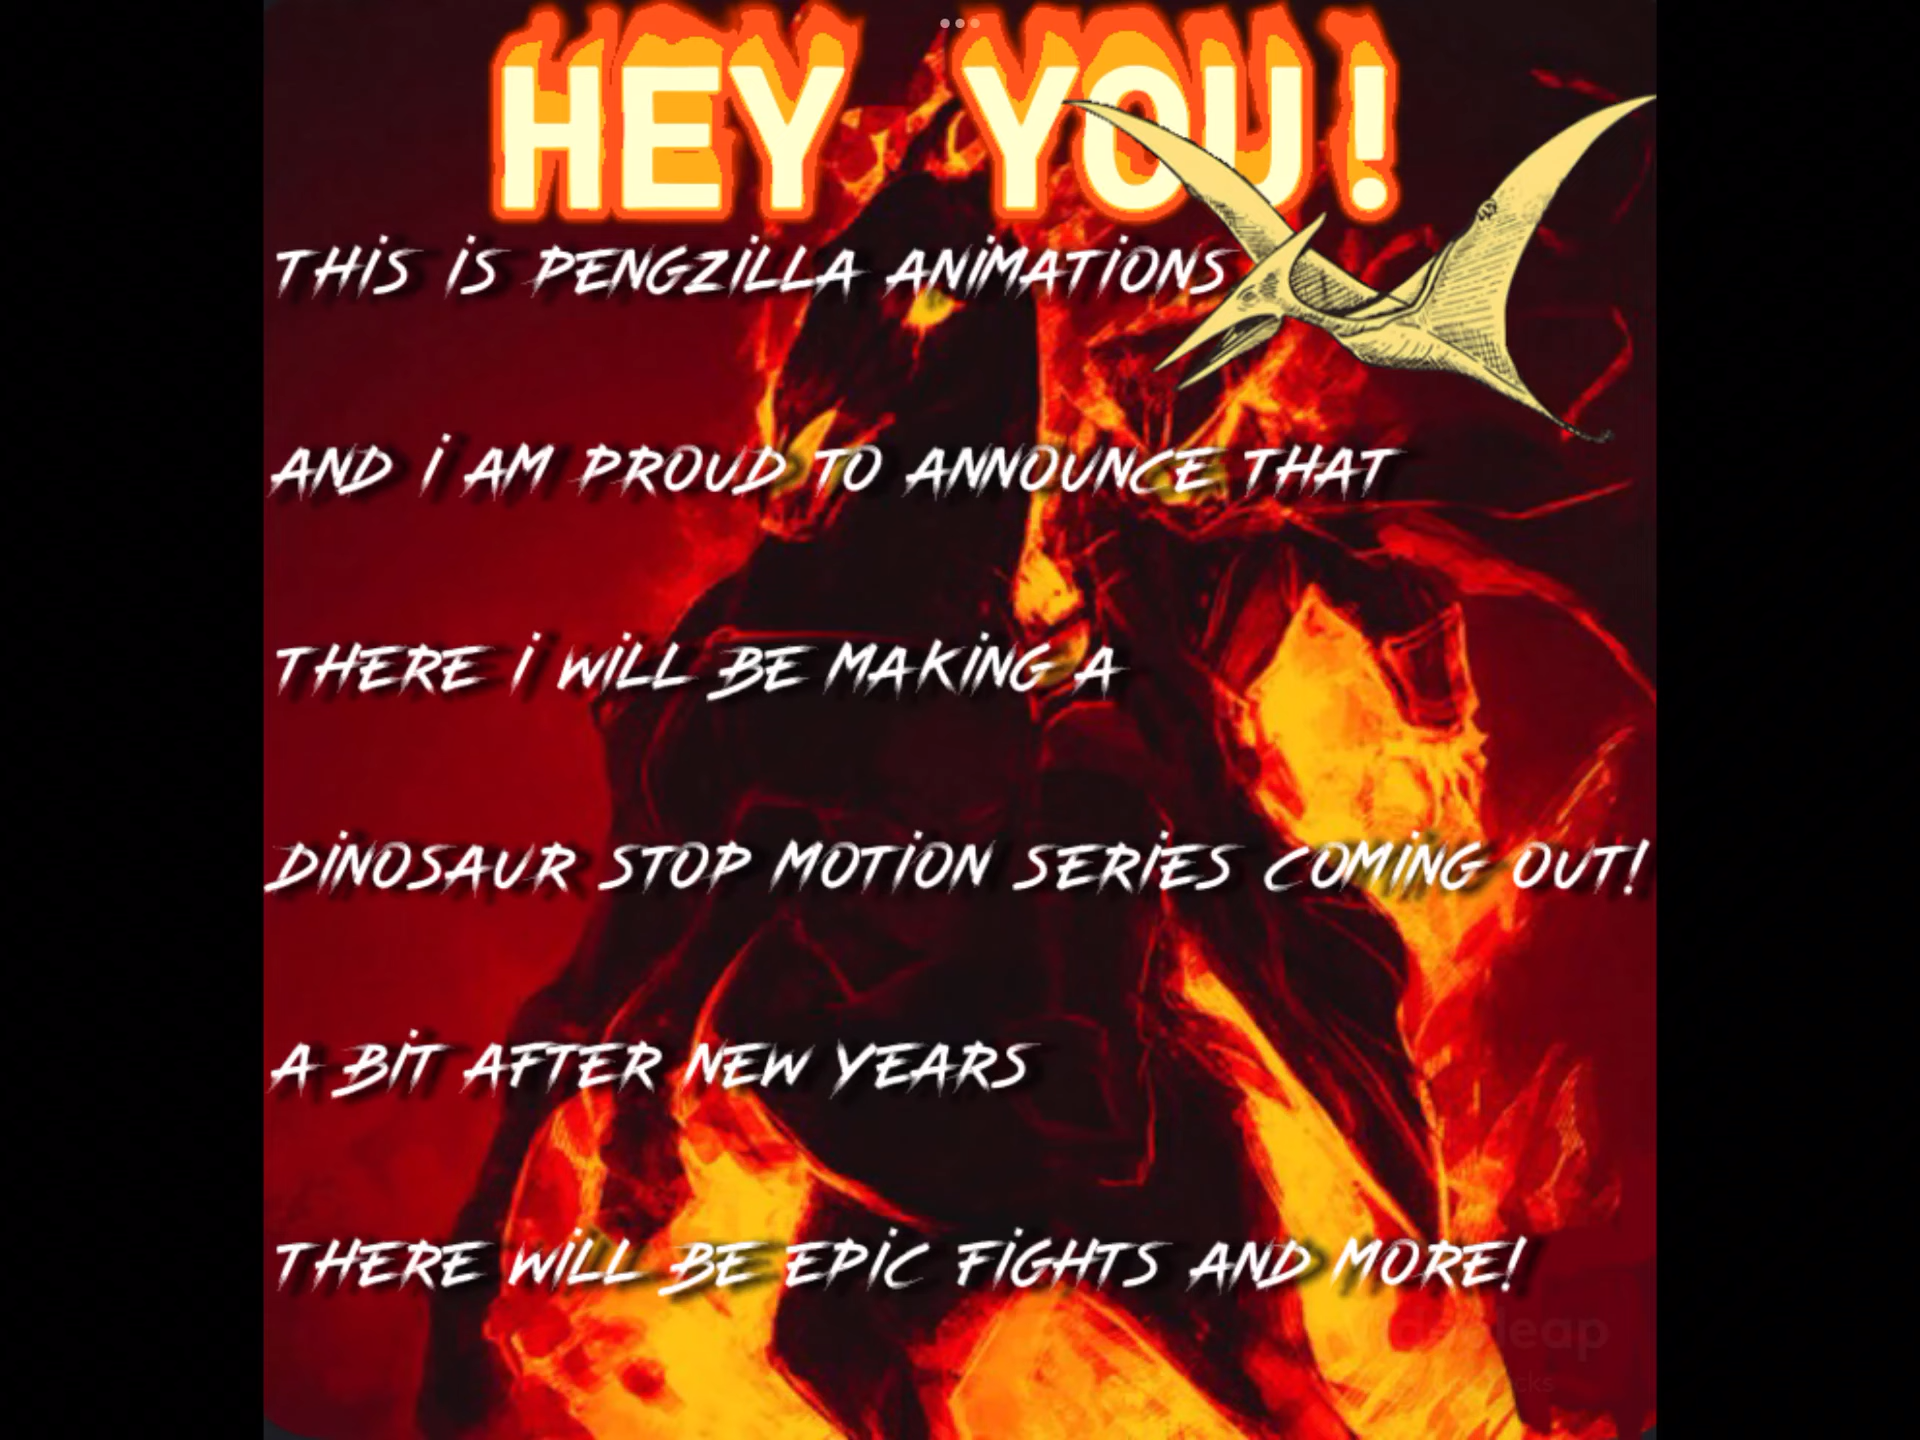 HEY YOU!
THiS iS PENGZiLLA ANiMATiONS
AND i AM PROUD TO ANNOUNCE THAT
THERE i WiLL BE MAKiNG A
DiNOSAUR STOP MOTiON SERiES COMiNG OUT!
A BiT AFTER NEW YEARS
THERE WiLL BE EPiC FiGHTS AND MORE!